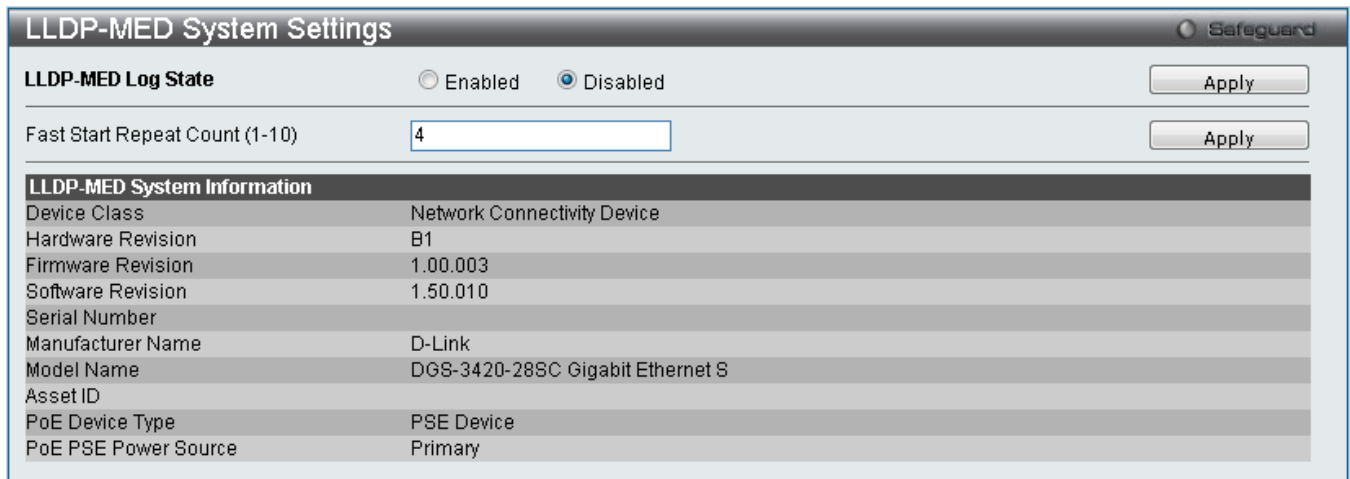 LLDP-MED System Settings
Safeguard
LLDP-MED Log State Enabled Disabled Apply
Fast Start Repeat Count (1-10) 4 Apply
LLDP-MED System Information
Device Class Network Connectivity Device
Hardware Revision B1
Firmware Revision 1.00.003
Software Revision 1.50.010
Serial Number
Manufacturer Name D-Link
Model Name DGS-3420-28SC Gigabit Ethernet S
Asset ID
PoE Device Type PSE Device
PoE PSE Power Source Primary